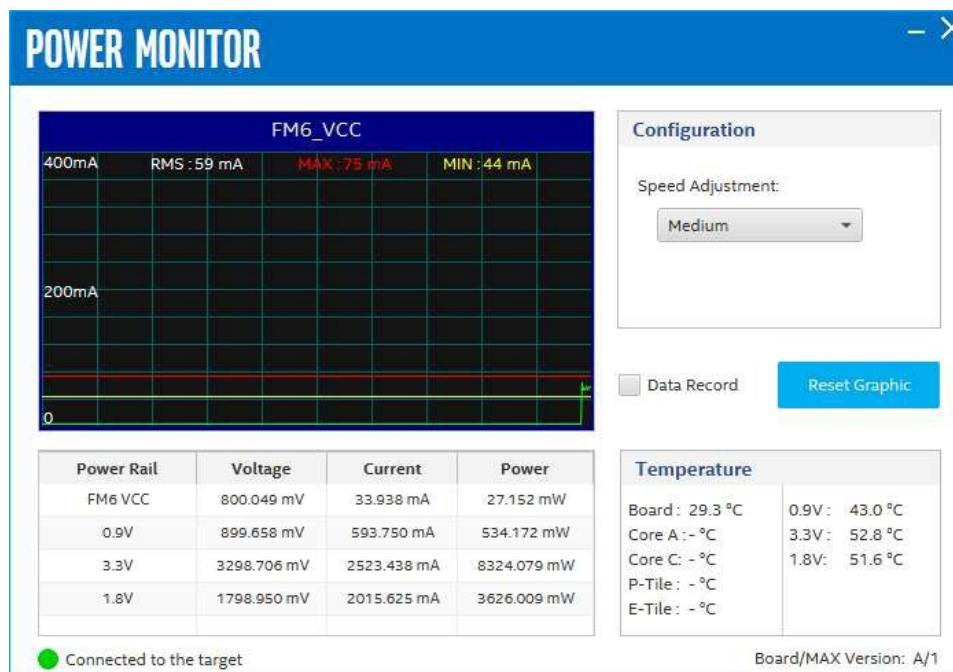 POWER MONITOR
FM6_VCC
400mA RMS : 59 mA MAX : 75 mA MIN : 44 mA
200mA
0
Configuration
Speed Adjustment:
Medium
Data Record
Reset Graphic
Power Rail Voltage Current Power
FM6 VCC 800.049 mV 33.938 mA 27.152 mW
0.9V 899.658 mV 593.750 mA 534.172 mW
3.3V 3298.706 mV 2523.438 mA 8324.079 mW
1.8V 1798.950 mV 2015.625 mA 3626.009 mW
Temperature
Board : 29.3 °C 0.9V : 43.0 °C
Core A :- °C 3.3V : 52.8 °C
Core C: - °C 1.8V: 51.6 °C
P-Tile : - °C
E-Tile : - °C
Connected to the target
Board/MAX Version: A/1